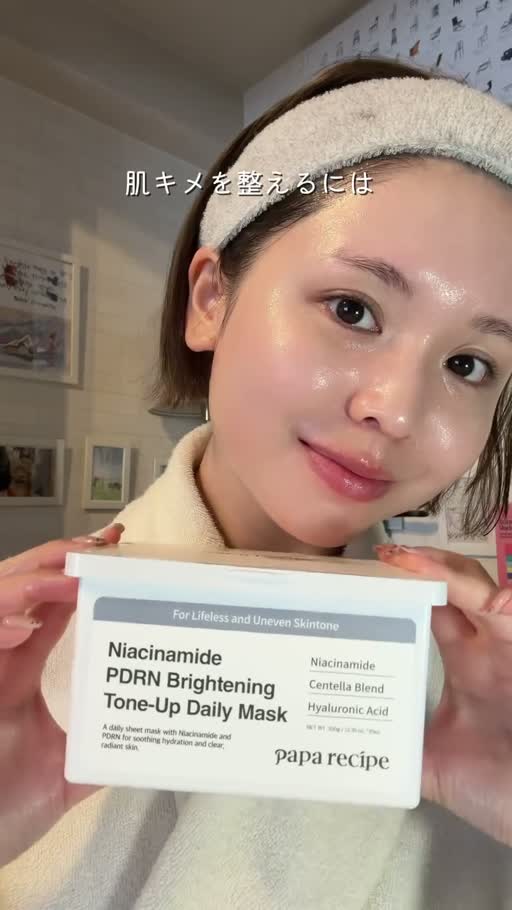 肌キメを整えるには
For Lifeless and Uneven Skintone
Niacinamide
PDRN Brightening
Tone-Up Daily Mask
A daily sheet mask with Niacinamide and
PDRN for soothing hydration and clear,
radiant skin.
Niacinamide
Centella Blend
Hyaluronic Acid
papa recipe